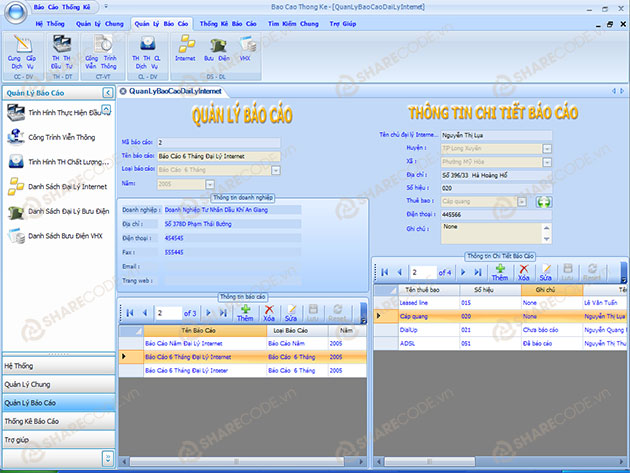 Báo Cáo Thống Kê
Bao Cao Thong Ke - [QuanLyBaoCaoDaiLyInternet]
Hệ Thống Quản lý Chung Quản Lý Báo Cáo Thống Kê Báo Cáo Tìm Kiếm Chung Trợ Giúp
Cung Cấp TH TH Công Trình TH TH CL Internet Bưu Điện VHX
Dịch Vụ ĐT DN Viễn Thông Dịch Vụ
CC - DV TH - DT CT-VT CL - DV DS - DL
Quản Lý Báo Cáo
QuanLyBaoCaoDaiLyInternet
Tình Hình Thực Hiện Đầu Tư
Công Trình Viễn Thông
Tình Hình TH Chất Lượng...
Danh Sách Đại Lý Internet
Danh Sách Đại Lý Bưu Điện
Danh Sách Bưu Điện VHX
Hệ Thống
Quản Lý Chung
Quản Lý Báo Cáo
Thống Kê Báo Cáo
Trợ giúp
QUẢN LÝ BÁO CÁO
Mã báo cáo: 2
Tên báo cáo: Báo Cáo 6 Tháng Đại Lý Internet
Loại báo cáo: Báo Cáo 6 Tháng
Năm: 2005
Thông tin doanh nghiệp
Doanh nghiệp : Doanh Nghiệp Tư Nhân Dầu Khí An Giang
Địa chỉ : Số 378D Phạm Thái Bường
Điện thoại : 454545
Fax : 555445
Email :
Trang web :
Thông tin báo cáo
2 of 3 Thêm Xóa Sửa Lưu Reset
Tên Báo Cáo Loại Báo Cáo Năm
Báo Cáo Năm Đại Lý Internet Báo Cáo Năm 2005
Báo Cáo 6 Tháng Đại Lý Internet Báo Cáo 6 Tháng 2005
Báo Cáo 6 Tháng Đại Lý Inteter Báo Cáo 6 Tháng 2005
THÔNG TIN CHI TIẾT BÁO CÁO
Tên chủ đại lý Interne... Nguyễn Thị Lụa
Huyện : TP Long Xuyên
Xã : Phường Mỹ Hòa
Địa chỉ : Số 396/33 Hà Hoàng Hổ
Số hiệu : 020
Thuê bao : Cáp quang
Điện thoại : 445566
Ghi chú : None
Thông tin Chi Tiết Báo Cáo
2 of 4 Thêm Xóa Sửa Lưu Reset
Tên thuê bao Số hiệu Ghi chú Tê
Leased line 015 None Lê Văn Tuấn
Cáp quang 020 None Nguyễn Thị Lụa
DialUp 021 Chưa báo cáo Nguyễn Quang
ADSL 051 Đã báo cáo Nguyễn Thị Thu
SHARECODE.vn